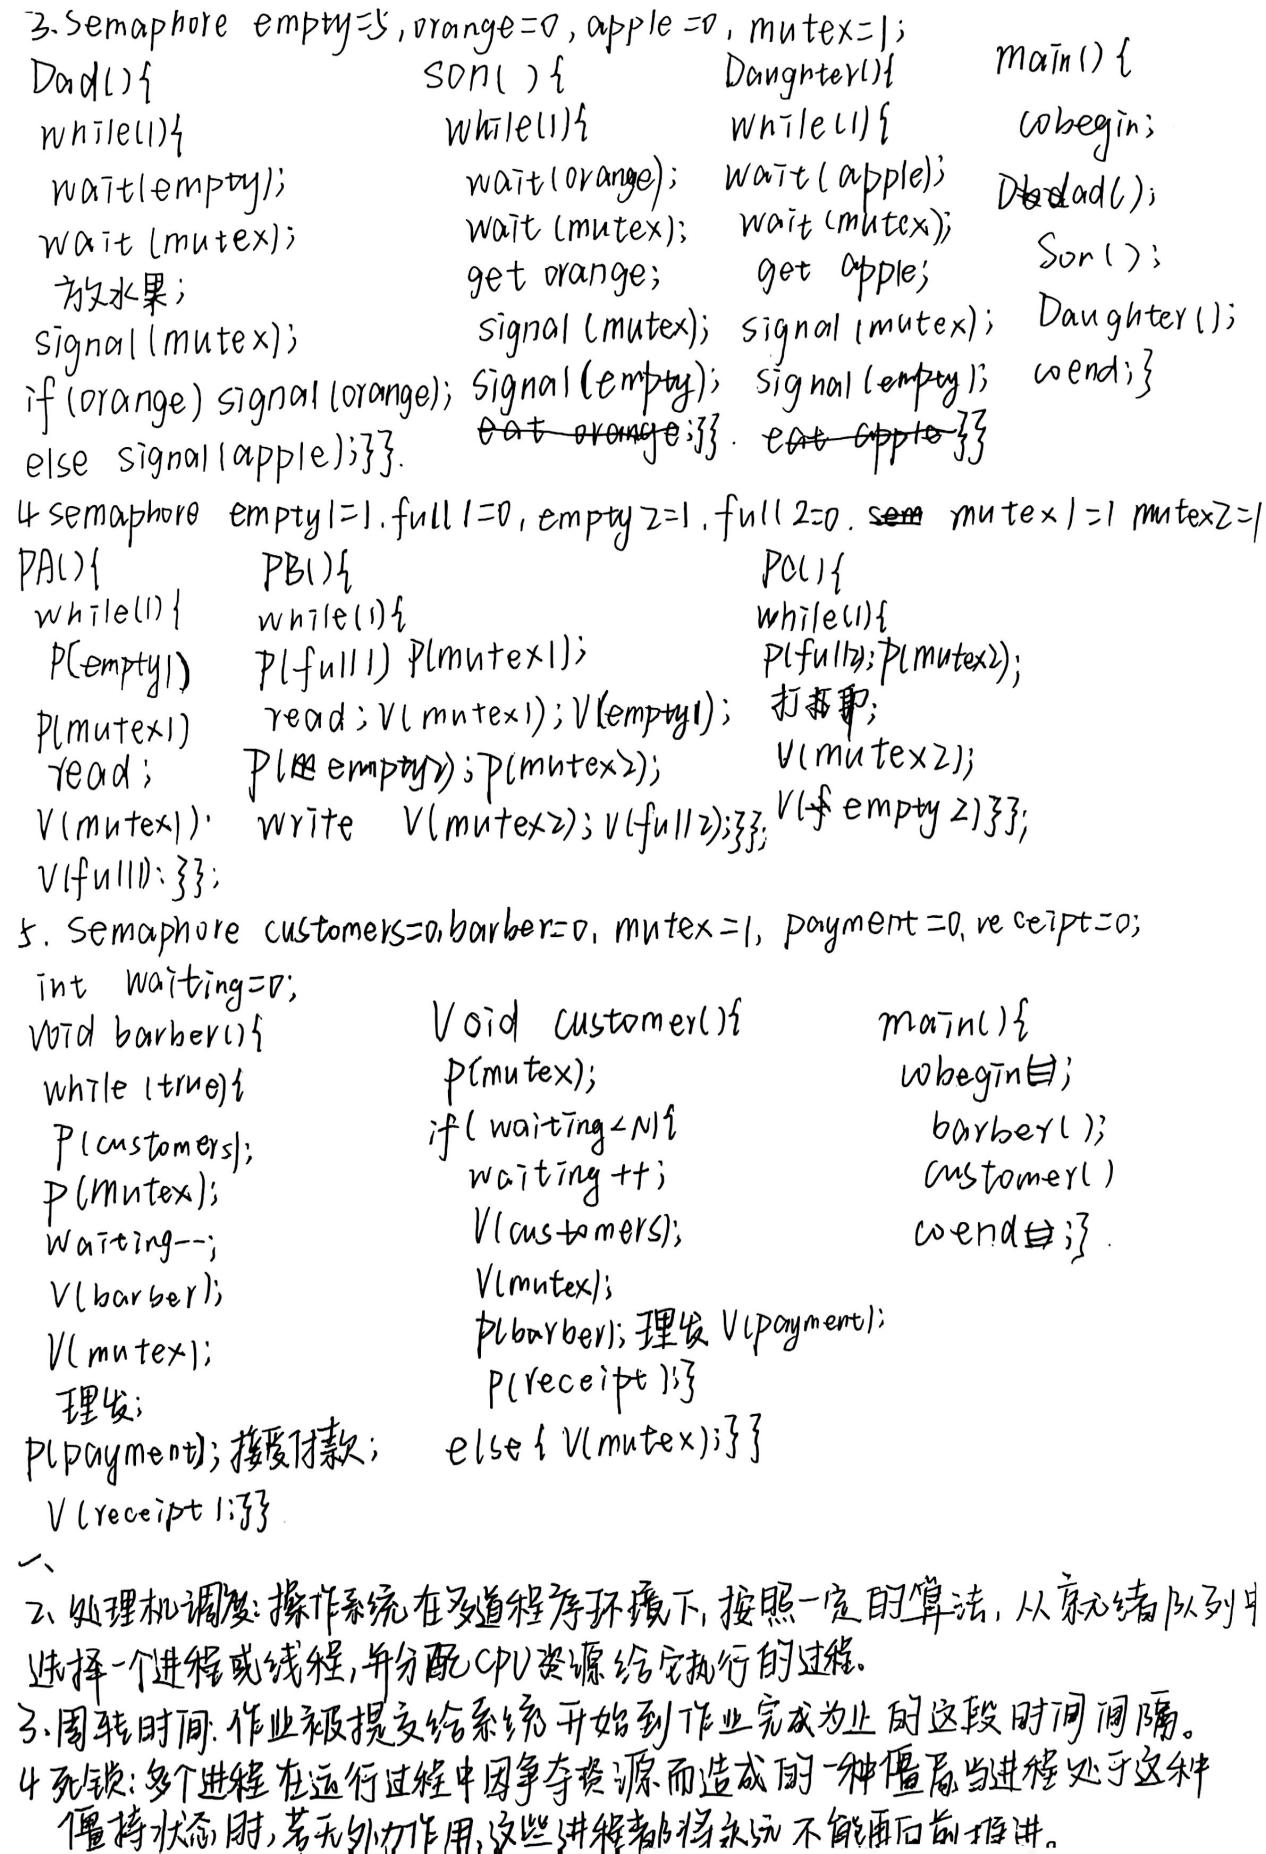 3. Semaphore empty=5, orange=0, apple=0, mutex=1;
Dad(){
while(1){
wait(empty);
wait(mutex);
放水果;
signal(mutex);
if(orange) signal(orange);
else signal(apple);}}.
son(){
while(1){
wait(orange);
wait(mutex);
get orange;
signal(mutex);
signal(empty);
eat orange;}}.
Daughter(){
while(1){
wait(apple);
wait(mutex);
get apple;
signal(mutex);
signal(empty);
eat apple}}
main(){
cobegin;
Dad();
Son();
Daughter();
coend;}
4 semaphore empty1=1, full1=0, empty2=1, full2=0. sem mutex1=1 mutex2=1
PA(){
while(1){
P(empty1)
P(mutex1)
read;
V(mutex1);
V(full1);}};
PB(){
while(1){
P(full1) P(mutex1);
read; V(mutex1); V(empty1);
P(empty2); P(mutex2);
write V(mutex2); V(full2);}};
PC(){
while(1){
P(full2); P(mutex2);
打印;
V(mutex2);
V(empty2)}};
5. Semaphore customers=0, barber=0, mutex=1, payment=0, receipt=0;
int waiting=0;
void barber(){
while(true){
P(customers);
P(mutex);
waiting--;
V(barber);
V(mutex);
理发;
P(payment); 接受付款;
V(receipt);}}
Void customer(){
P(mutex);
if(waiting<N){
waiting++;
V(customers);
V(mutex);
P(barber); 理发 V(payment);
P(receipt);}
else{V(mutex);}}
main(){
cobegin;
barber();
customer()
coend;}.
一、
2、处理机调度:操作系统在多道程序环境下,按照一定的算法,从就绪队列中
选择一个进程或线程,并分配CPU资源给它执行的过程。
3.周转时间:作业被提交给系统开始到作业完成为止的这段时间间隔。
4 死锁:多个进程在运行过程中因争夺资源而造成的一种僵局,当进程处于这种
僵持状态时,若无外力作用,这些进程都将永远不能再向前推进。